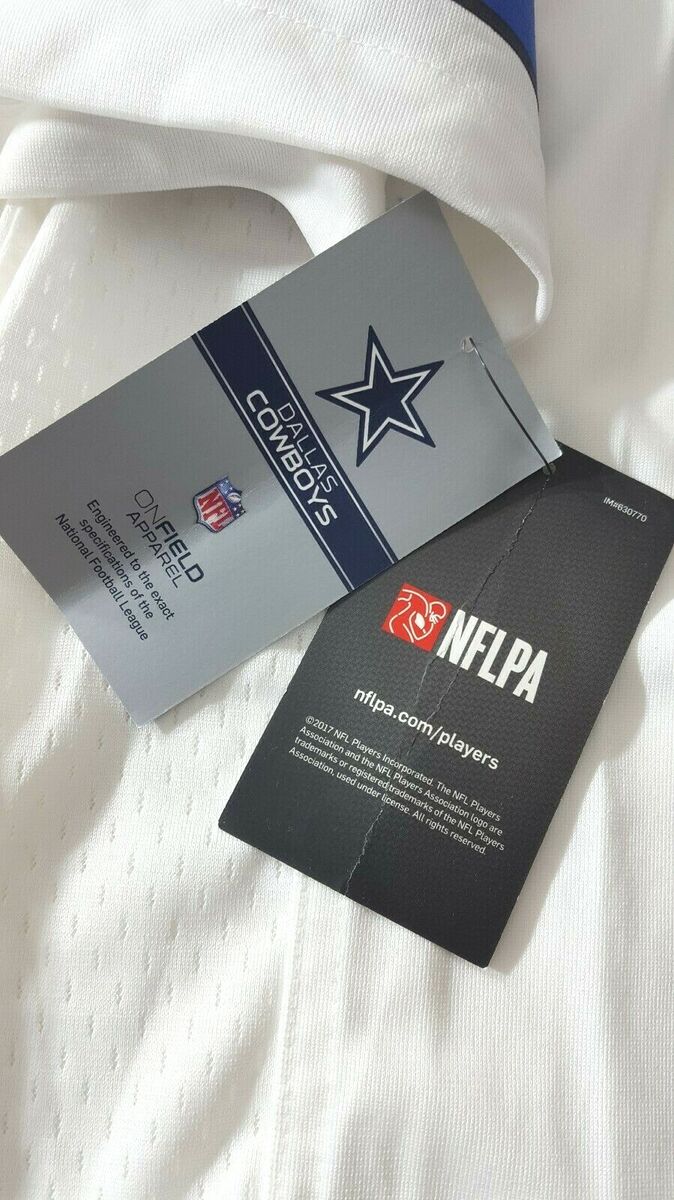 DALLAS
COWBOYS
NFL
ONFIELD
APPAREL
Engineered to the exact
specifications of the
National Football League
IM#630770
NFLPA
nflpa.com/players
©2017 NFL Players Incorporated. The NFL Players
Association and the NFL Players Association logo are
trademarks or registered trademarks of the NFL Players
Association, used under license. All rights reserved.